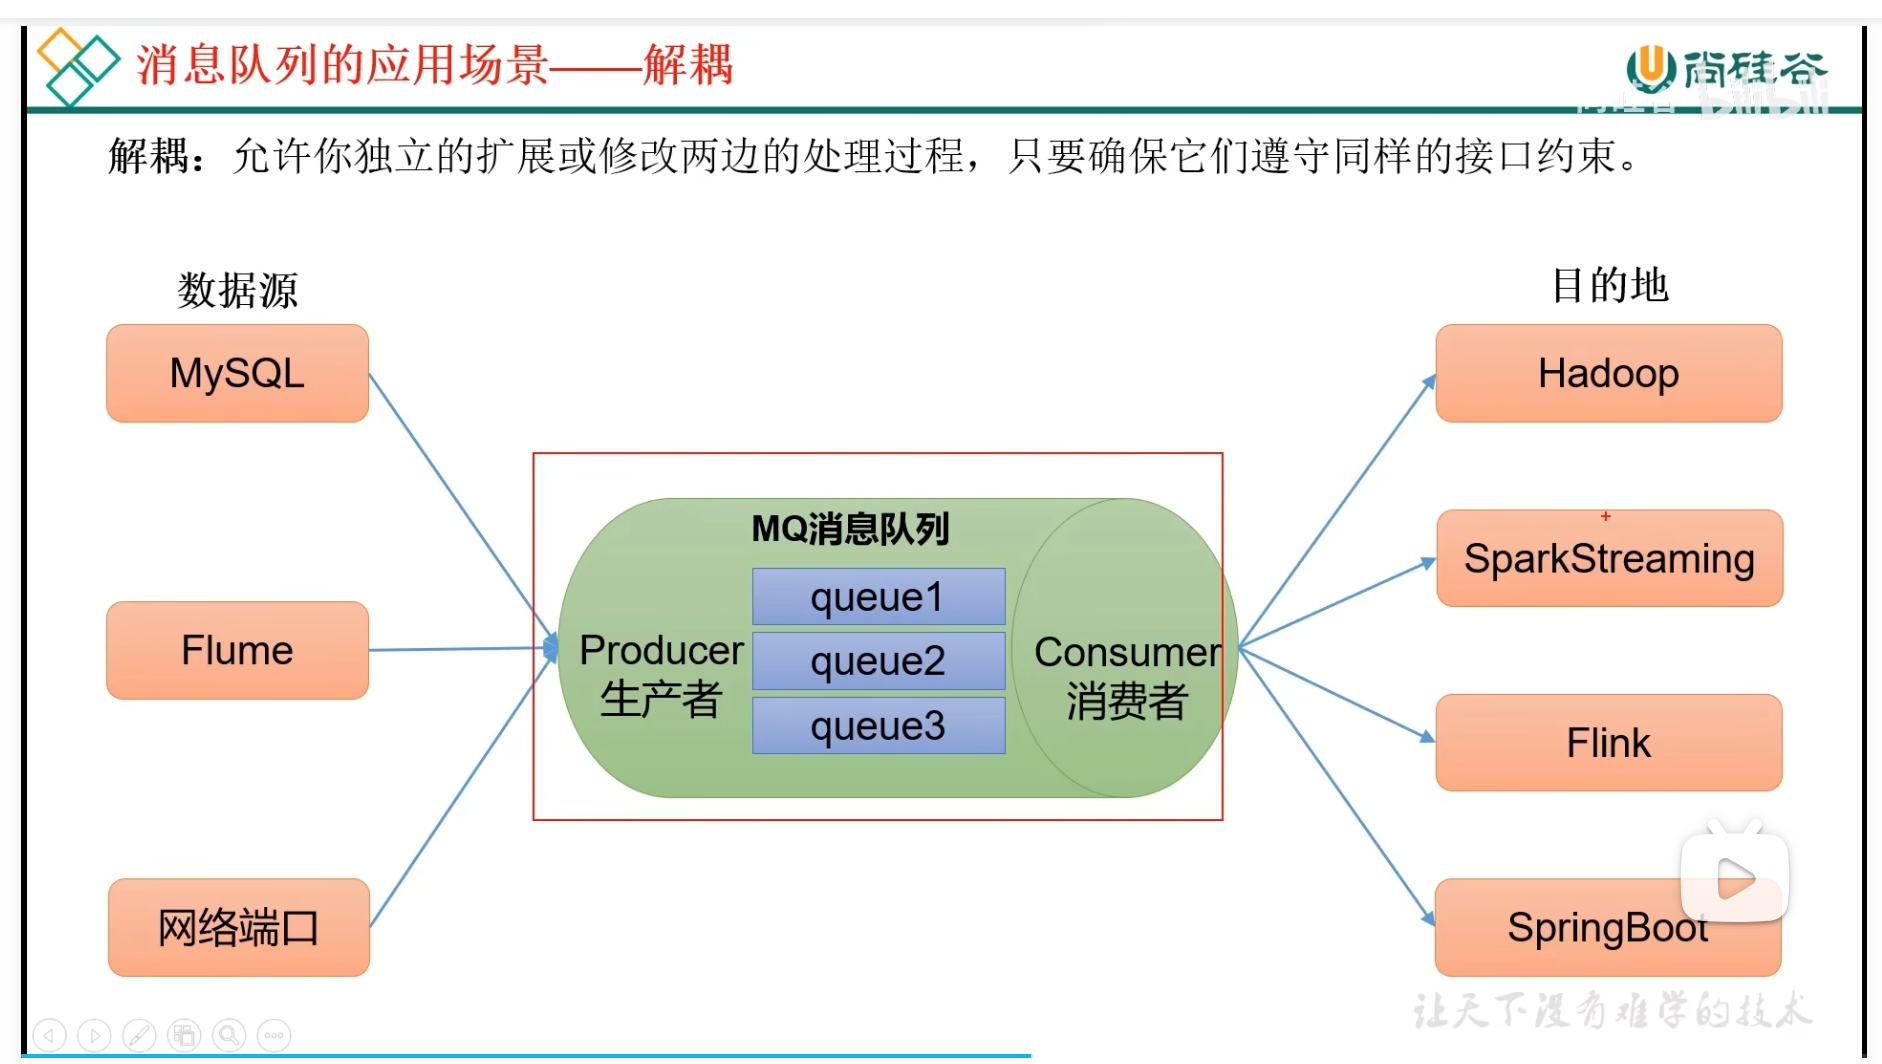 消息队列的应用场景——解耦
尚硅谷
尚硅谷 bilibili
解耦：允许你独立的扩展或修改两边的处理过程，只要确保它们遵守同样的接口约束。
数据源
目的地
MySQL
Hadoop
MQ消息队列
SparkStreaming
queue1
Flume
Producer
生产者
queue2
Consumer
消费者
queue3
Flink
网络端口
SpringBoot
让天下没有难学的技术